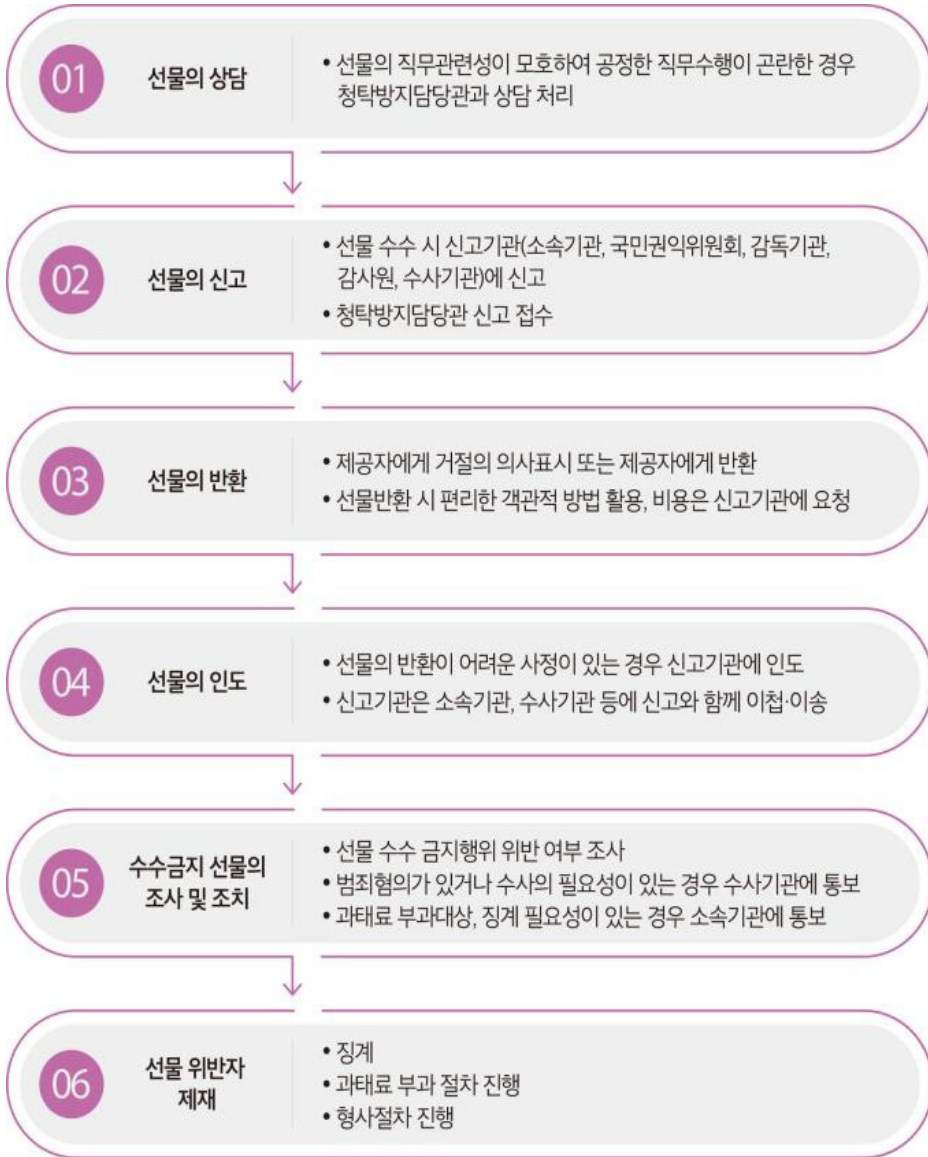 01
선물의 상담
• 선물의 직무관련성이 모호하여 공정한 직무수행이 곤란한 경우
청탁방지담당관과 상담 처리
02
선물의 신고
• 선물 수수 시 신고기관(소속기관, 국민권익위원회, 감독기관,
감사원, 수사기관)에 신고
• 청탁방지담당관 신고 접수
03
선물의 반환
• 제공자에게 거절의 의사표시 또는 제공자에게 반환
• 선물반환 시 편리한 객관적 방법 활용, 비용은 신고기관에 요청
04
선물의 인도
• 선물의 반환이 어려운 사정이 있는 경우 신고기관에 인도
• 신고기관은 소속기관, 수사기관 등에 신고와 함께 이첩·이송
05
수수금지 선물의
조사 및 조치
• 선물 수수 금지행위 위반 여부 조사
• 범죄혐의가 있거나 수사의 필요성이 있는 경우 수사기관에 통보
• 과태료 부과대상, 징계 필요성이 있는 경우 소속기관에 통보
06
선물 위반자
제재
• 징계
• 과태료 부과 절차 진행
• 형사절차 진행